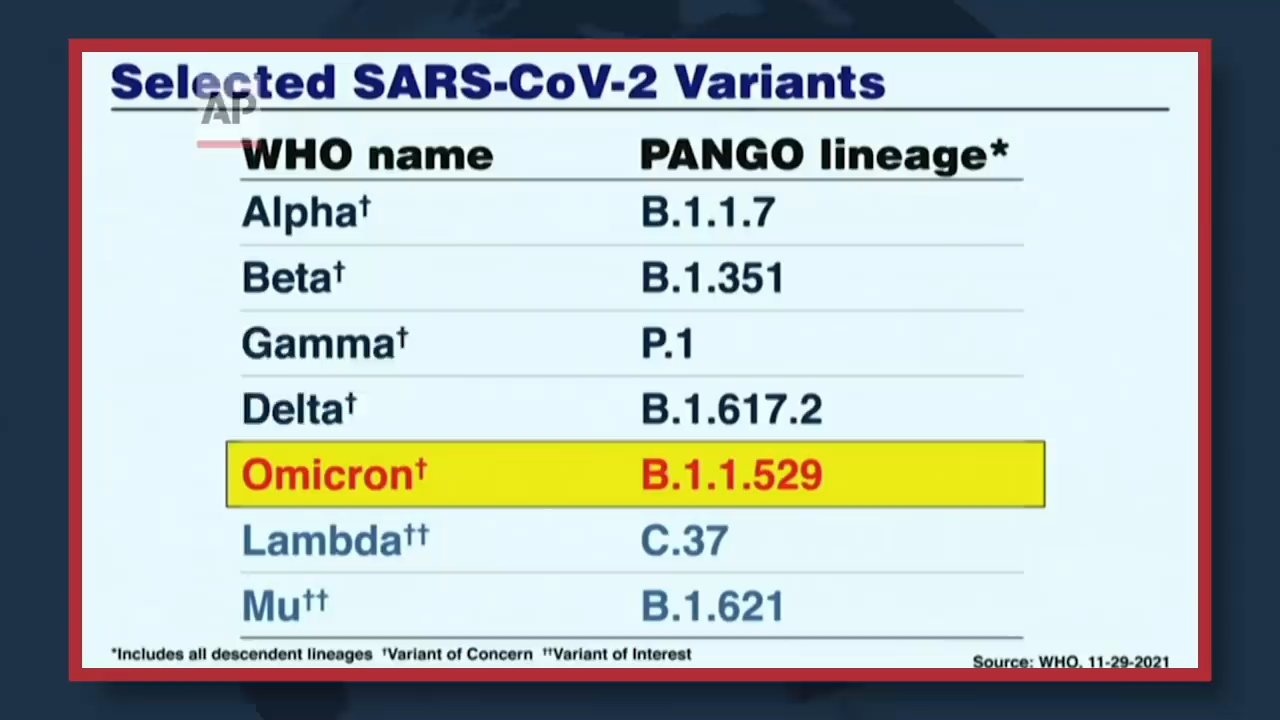 Selected SARS-CoV-2 Variants
AP
WHO name PANGO lineage*
Alpha† B.1.1.7
Beta† B.1.351
Gamma† P.1
Delta† B.1.617.2
Omicron† B.1.1.529
Lambda†† C.37
Mu†† B.1.621
*Includes all descendent lineages †Variant of Concern ††Variant of Interest
Source: WHO, 11-29-2021